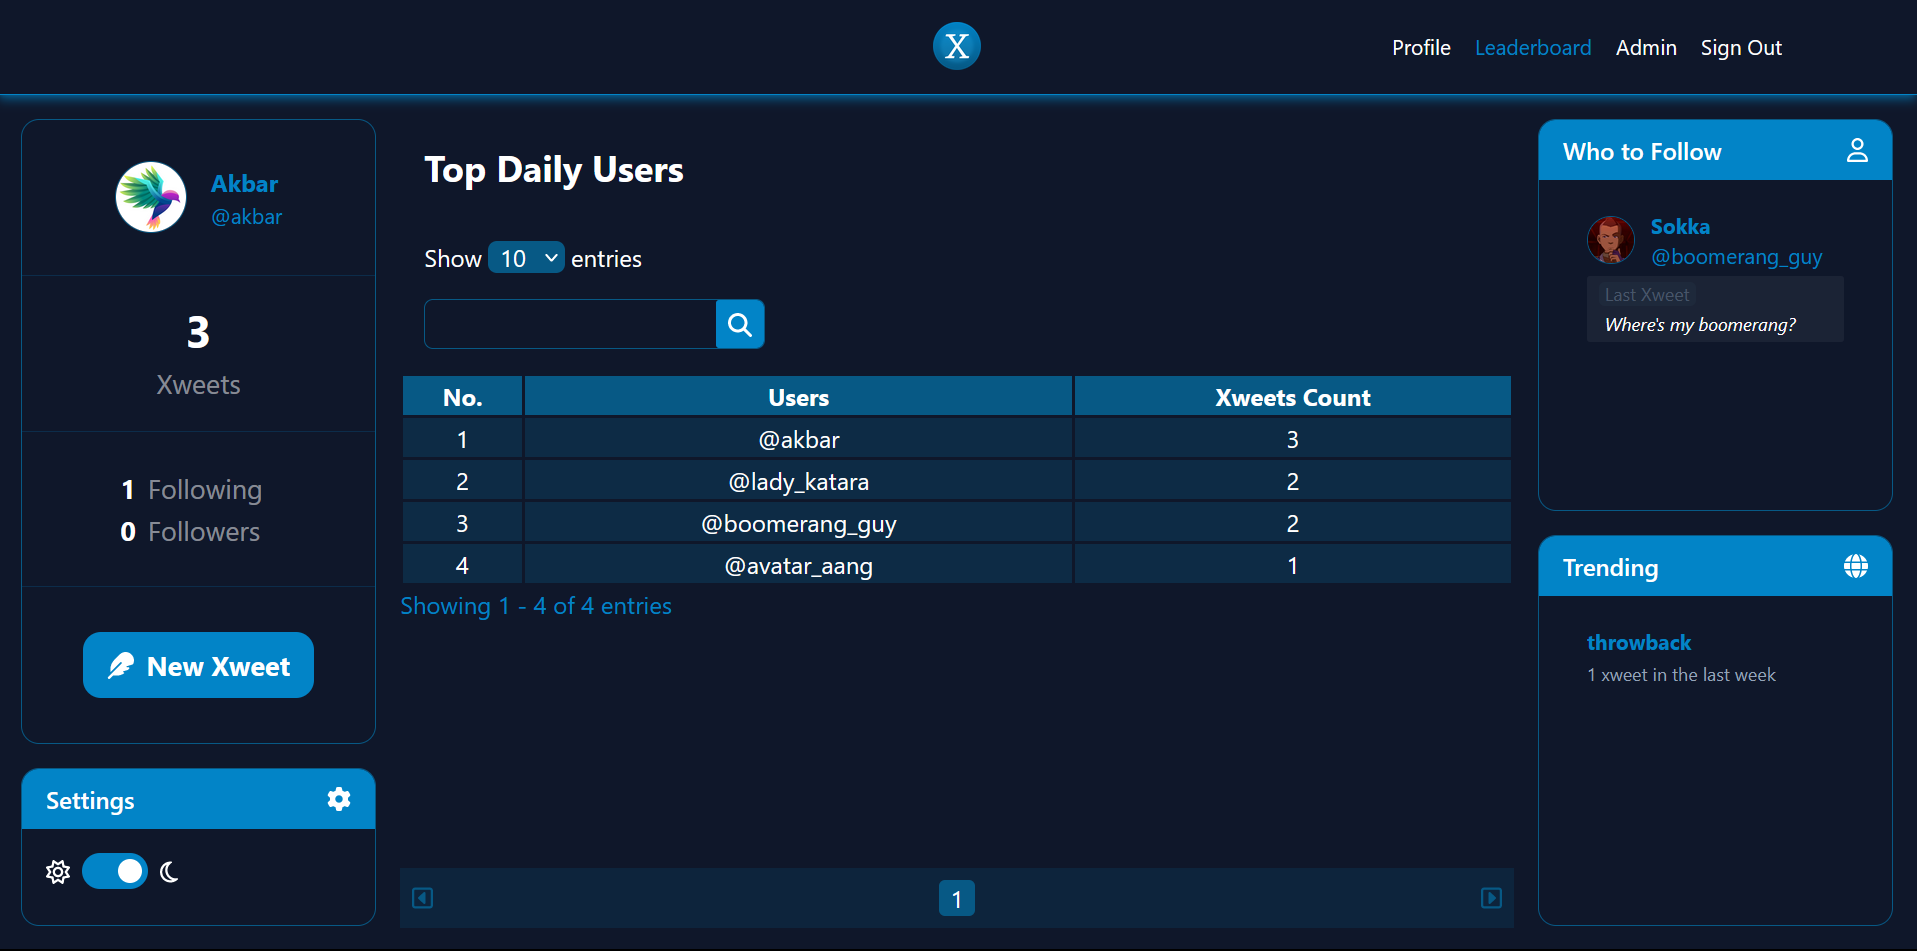 X
Profile Leaderboard Admin Sign Out
Akbar
@akbar
3
Xweets
1 Following
0 Followers
New Xweet
Settings
Top Daily Users
Show 10 entries
No. Users Xweets Count
1 @akbar 3
2 @lady_katara 2
3 @boomerang_guy 2
4 @avatar_aang 1
Showing 1 - 4 of 4 entries
1
Who to Follow
Sokka
@boomerang_guy
Last Xweet
Where's my boomerang?
Trending
throwback
1 xweet in the last week